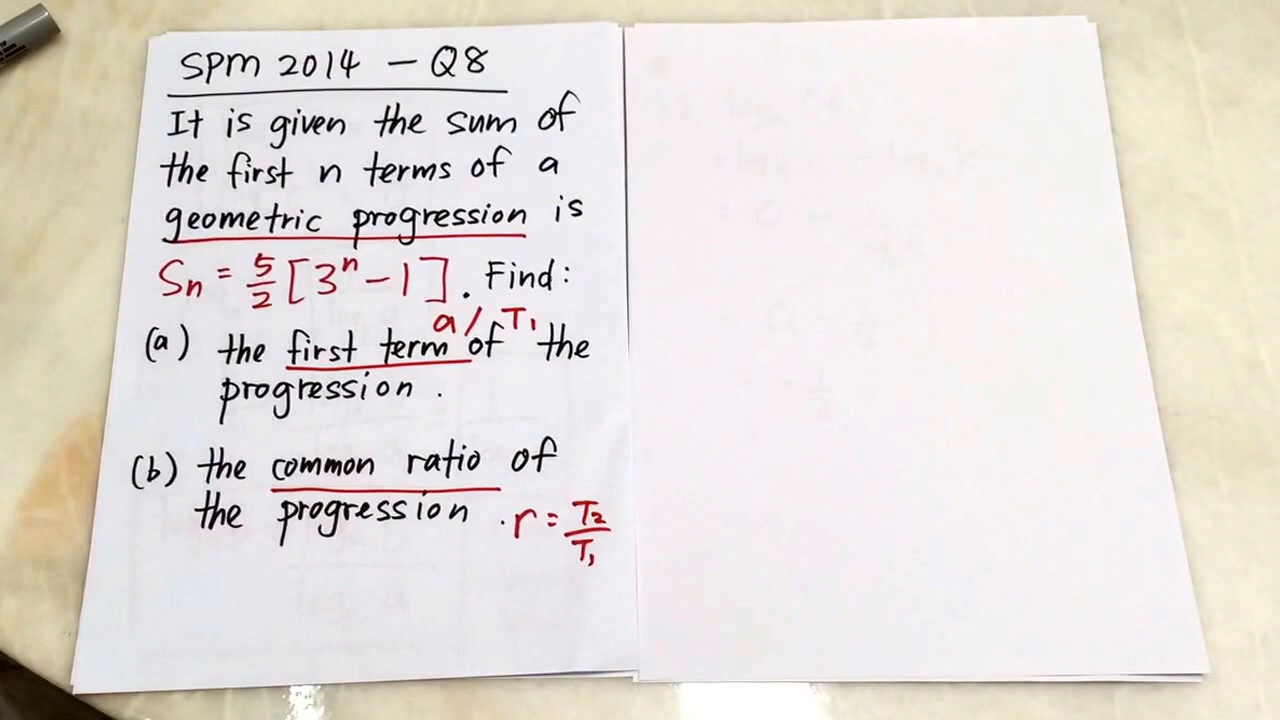 SPM 2014 - Q8
It is given the sum of
the first n terms of a
geometric progression is
Sn = 5/2 [3ⁿ - 1]. Find:
a / T₁
(a) the first term of the
progression.
(b) the common ratio of
the progression. r = T₂/T₁